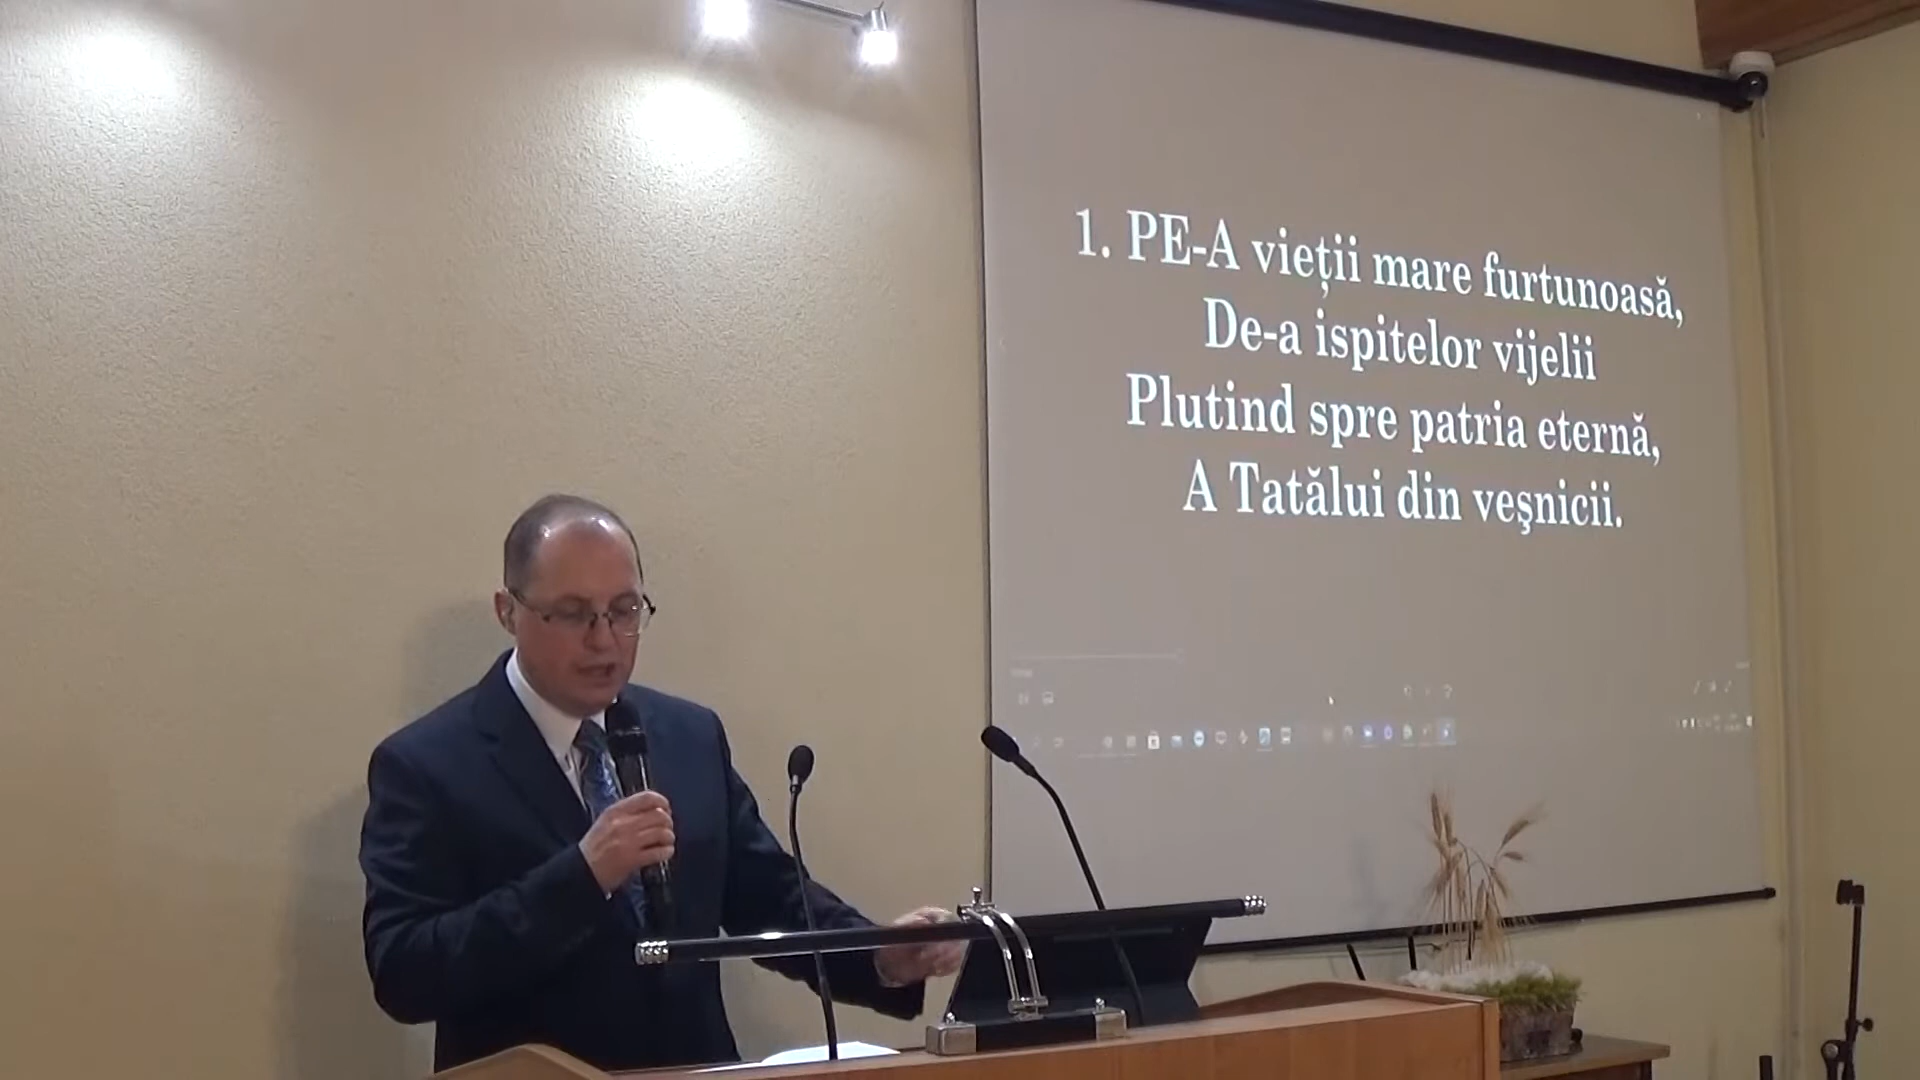 1. PE-A vieții mare furtunoasă,
De-a ispitelor vijelii
Plutind spre patria eternă,
A Tatălui din veşnicii.